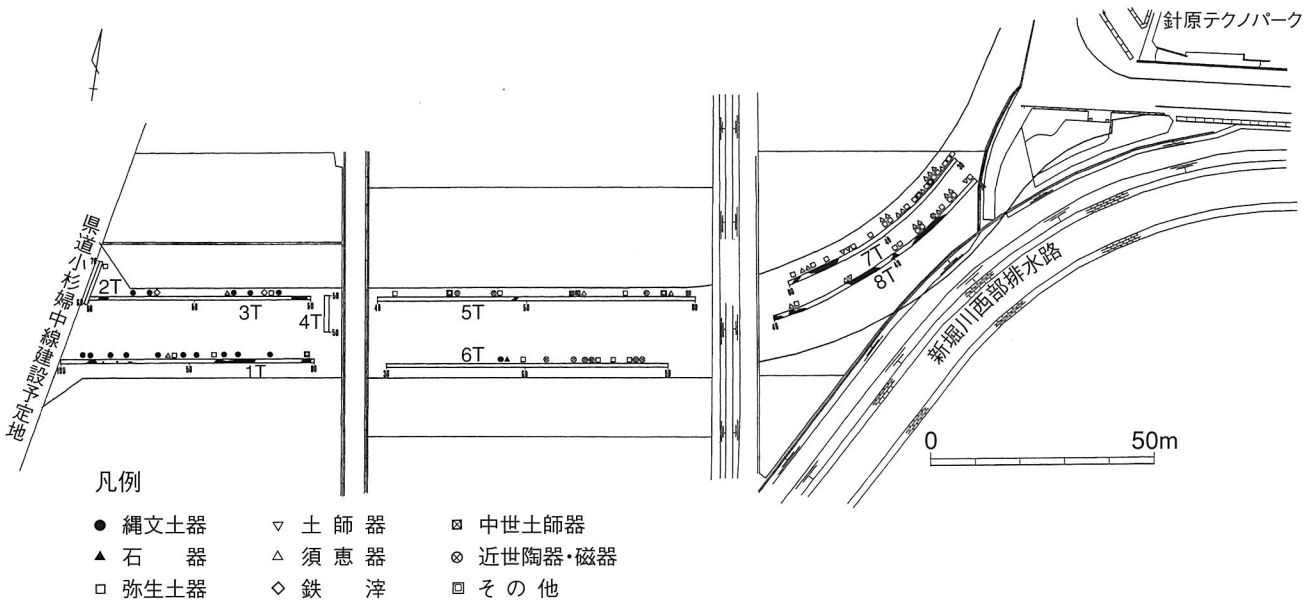 針原テクノパーク
県道小杉婦中線建設予定地
2T
3T
4T
5T
7T
8T
1T
6T
新堀川西部排水路
0 50m
凡例
縄文土器
土師器
中世土師器
石器
須恵器
近世陶器・磁器
弥生土器
鉄滓
その他